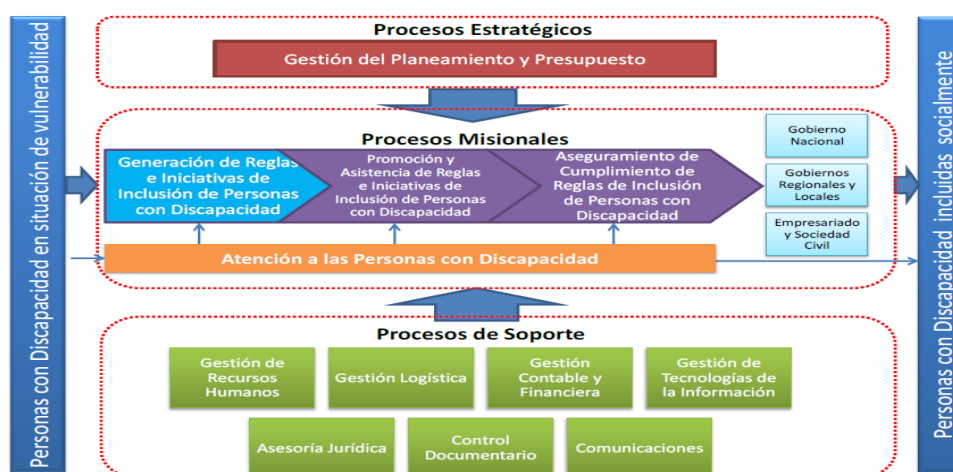 Personas con Discapacidad en situación de vulnerabilidad
Procesos Estratégicos
Gestión del Planeamiento y Presupuesto
Procesos Misionales
Generación de Reglas
e Iniciativas de
Inclusión de Personas
con Discapacidad
Promoción y
Asistencia de Reglas
e Iniciativas de
Inclusión de Personas
con Discapacidad
Aseguramiento de
Cumplimiento de
Reglas de Inclusión
de Personas con
Discapacidad
Gobierno
Nacional
Gobiernos
Regionales y
Locales
Empresariado
y Sociedad
Civil
Atención a las Personas con Discapacidad
Procesos de Soporte
Gestión de
Recursos
Humanos
Gestión Logística
Gestión
Contable y
Financiera
Gestión de
Tecnologías de
la Información
Asesoría Jurídica
Control
Documentario
Comunicaciones
Personas con Discapacidad incluidas socialmente